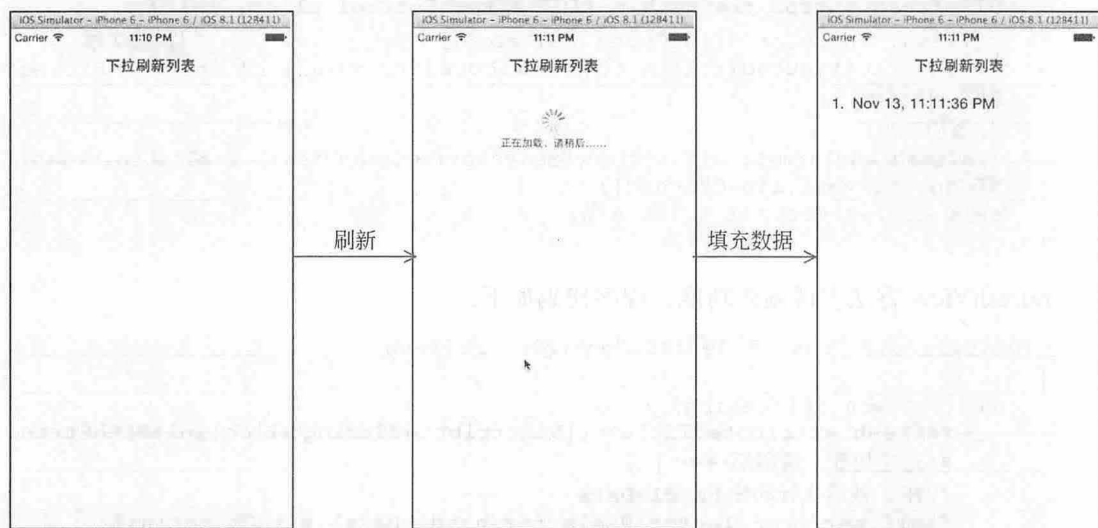 iOS Simulator – iPhone 6 – iPhone 6 / iOS 8.1 (12B411)
Carrier
11:10 PM
下拉刷新列表
刷新
iOS Simulator – iPhone 6 – iPhone 6 / iOS 8.1 (12B411)
Carrier
11:11 PM
下拉刷新列表
正在加载，请稍后......
填充数据
iOS Simulator – iPhone 6 – iPhone 6 / iOS 8.1 (12B411)
Carrier
11:11 PM
下拉刷新列表
1. Nov 13, 11:11:36 PM